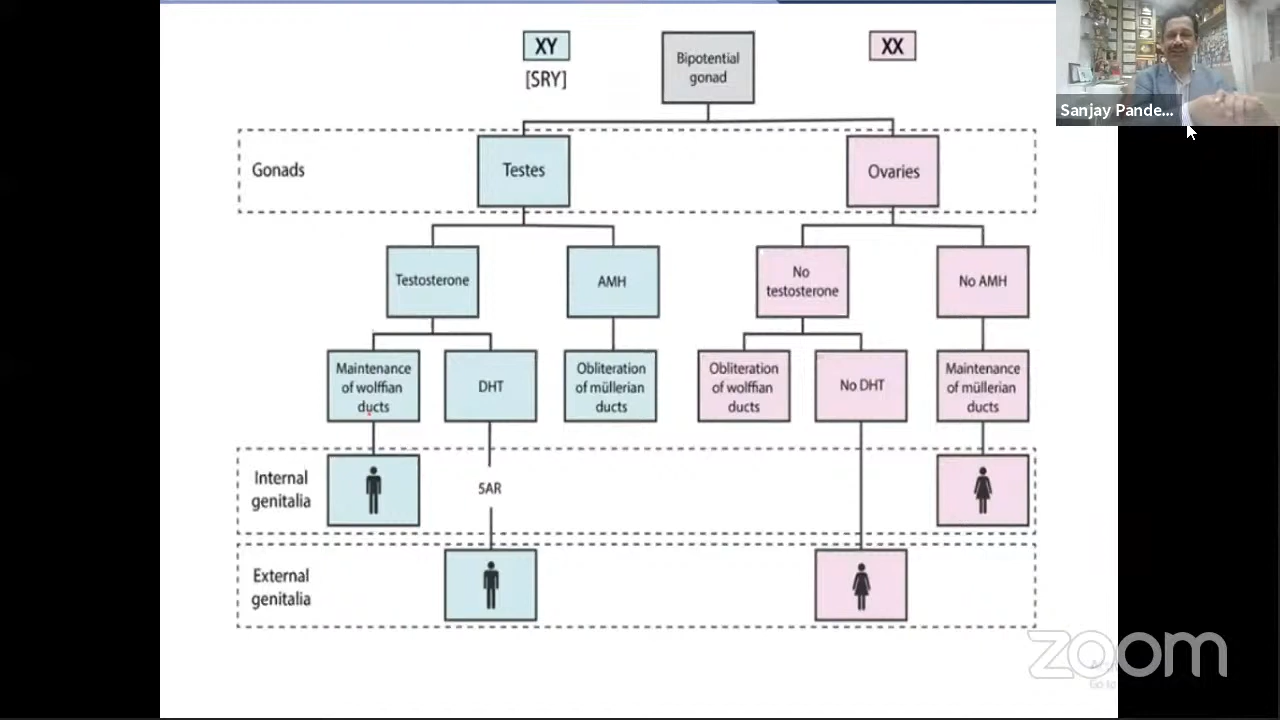 XY
[SRY]
Bipotential
gonad
XX
Sanjay Pande...
Gonads
Testes
Ovaries
Testosterone
AMH
No
testosterone
No AMH
Maintenance
of wolffian
ducts
DHT
Obliteration
of müllerian
ducts
Obliteration
of wolffian
ducts
No DHT
Maintenance
of müllerian
ducts
Internal
genitalia
5AR
External
genitalia
zoom
Go to